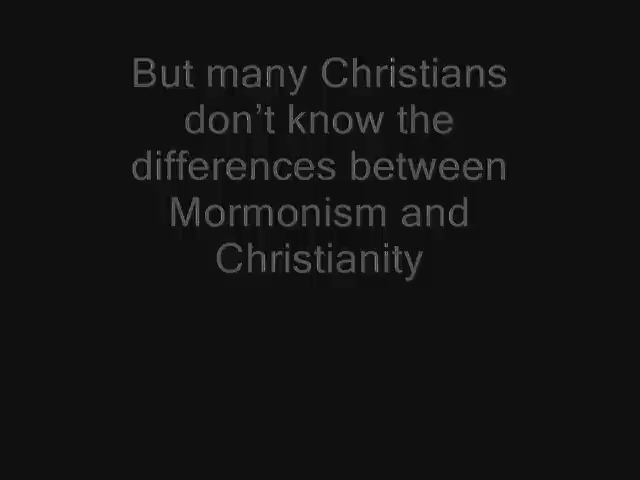 But many Christians
don’t know the
differences between
Mormonism and
Christianity